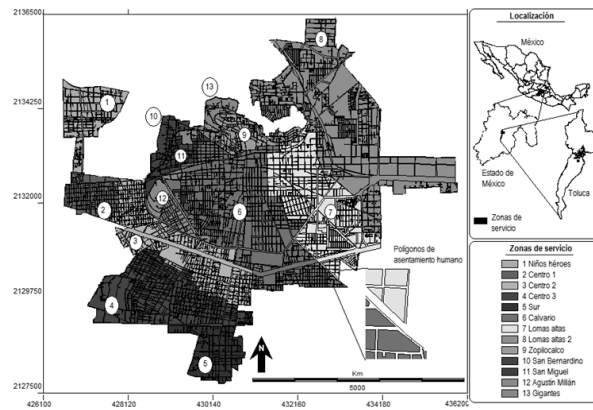 2136500
2134250
2132000
2129750
2127500
426100
428120
430140
432160
434180
436200
1
2
3
4
5
6
7
8
9
10
11
12
13
Polígonos de
asentamiento humano
N
Km
5000
Localización
México
Estado de
México
Toluca
Zonas de
servicio
Zonas de servicio
1 Niños héroes
2 Centro 1
3 Centro 2
4 Centro 3
5 Sur
6 Calvario
7 Lomas altas
8 Lomas altas 2
9 Zopilocalco
10 San Bernardino
11 San Miguel
12 Agustín Millán
13 Gigantes